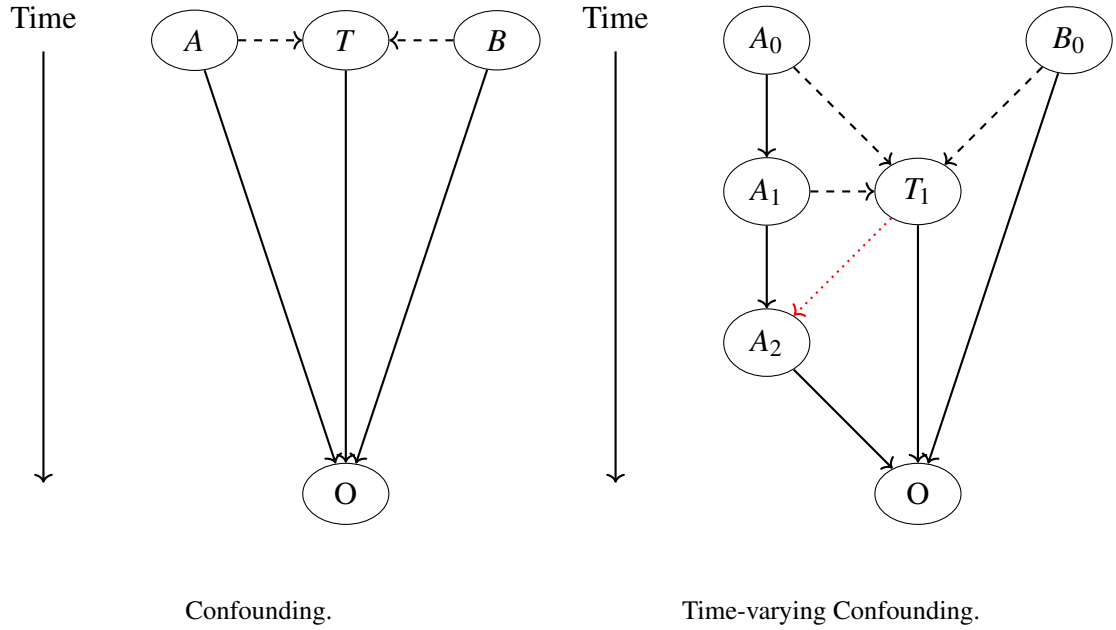 Time
A
T
B
O
Confounding.
Time
A₀
B₀
A₁
T₁
A₂
O
Time-varying Confounding.